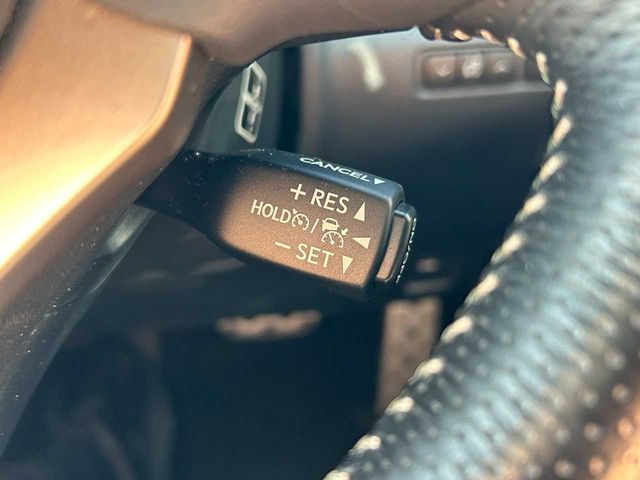 CANCEL
+ RES
HOLD /
− SET